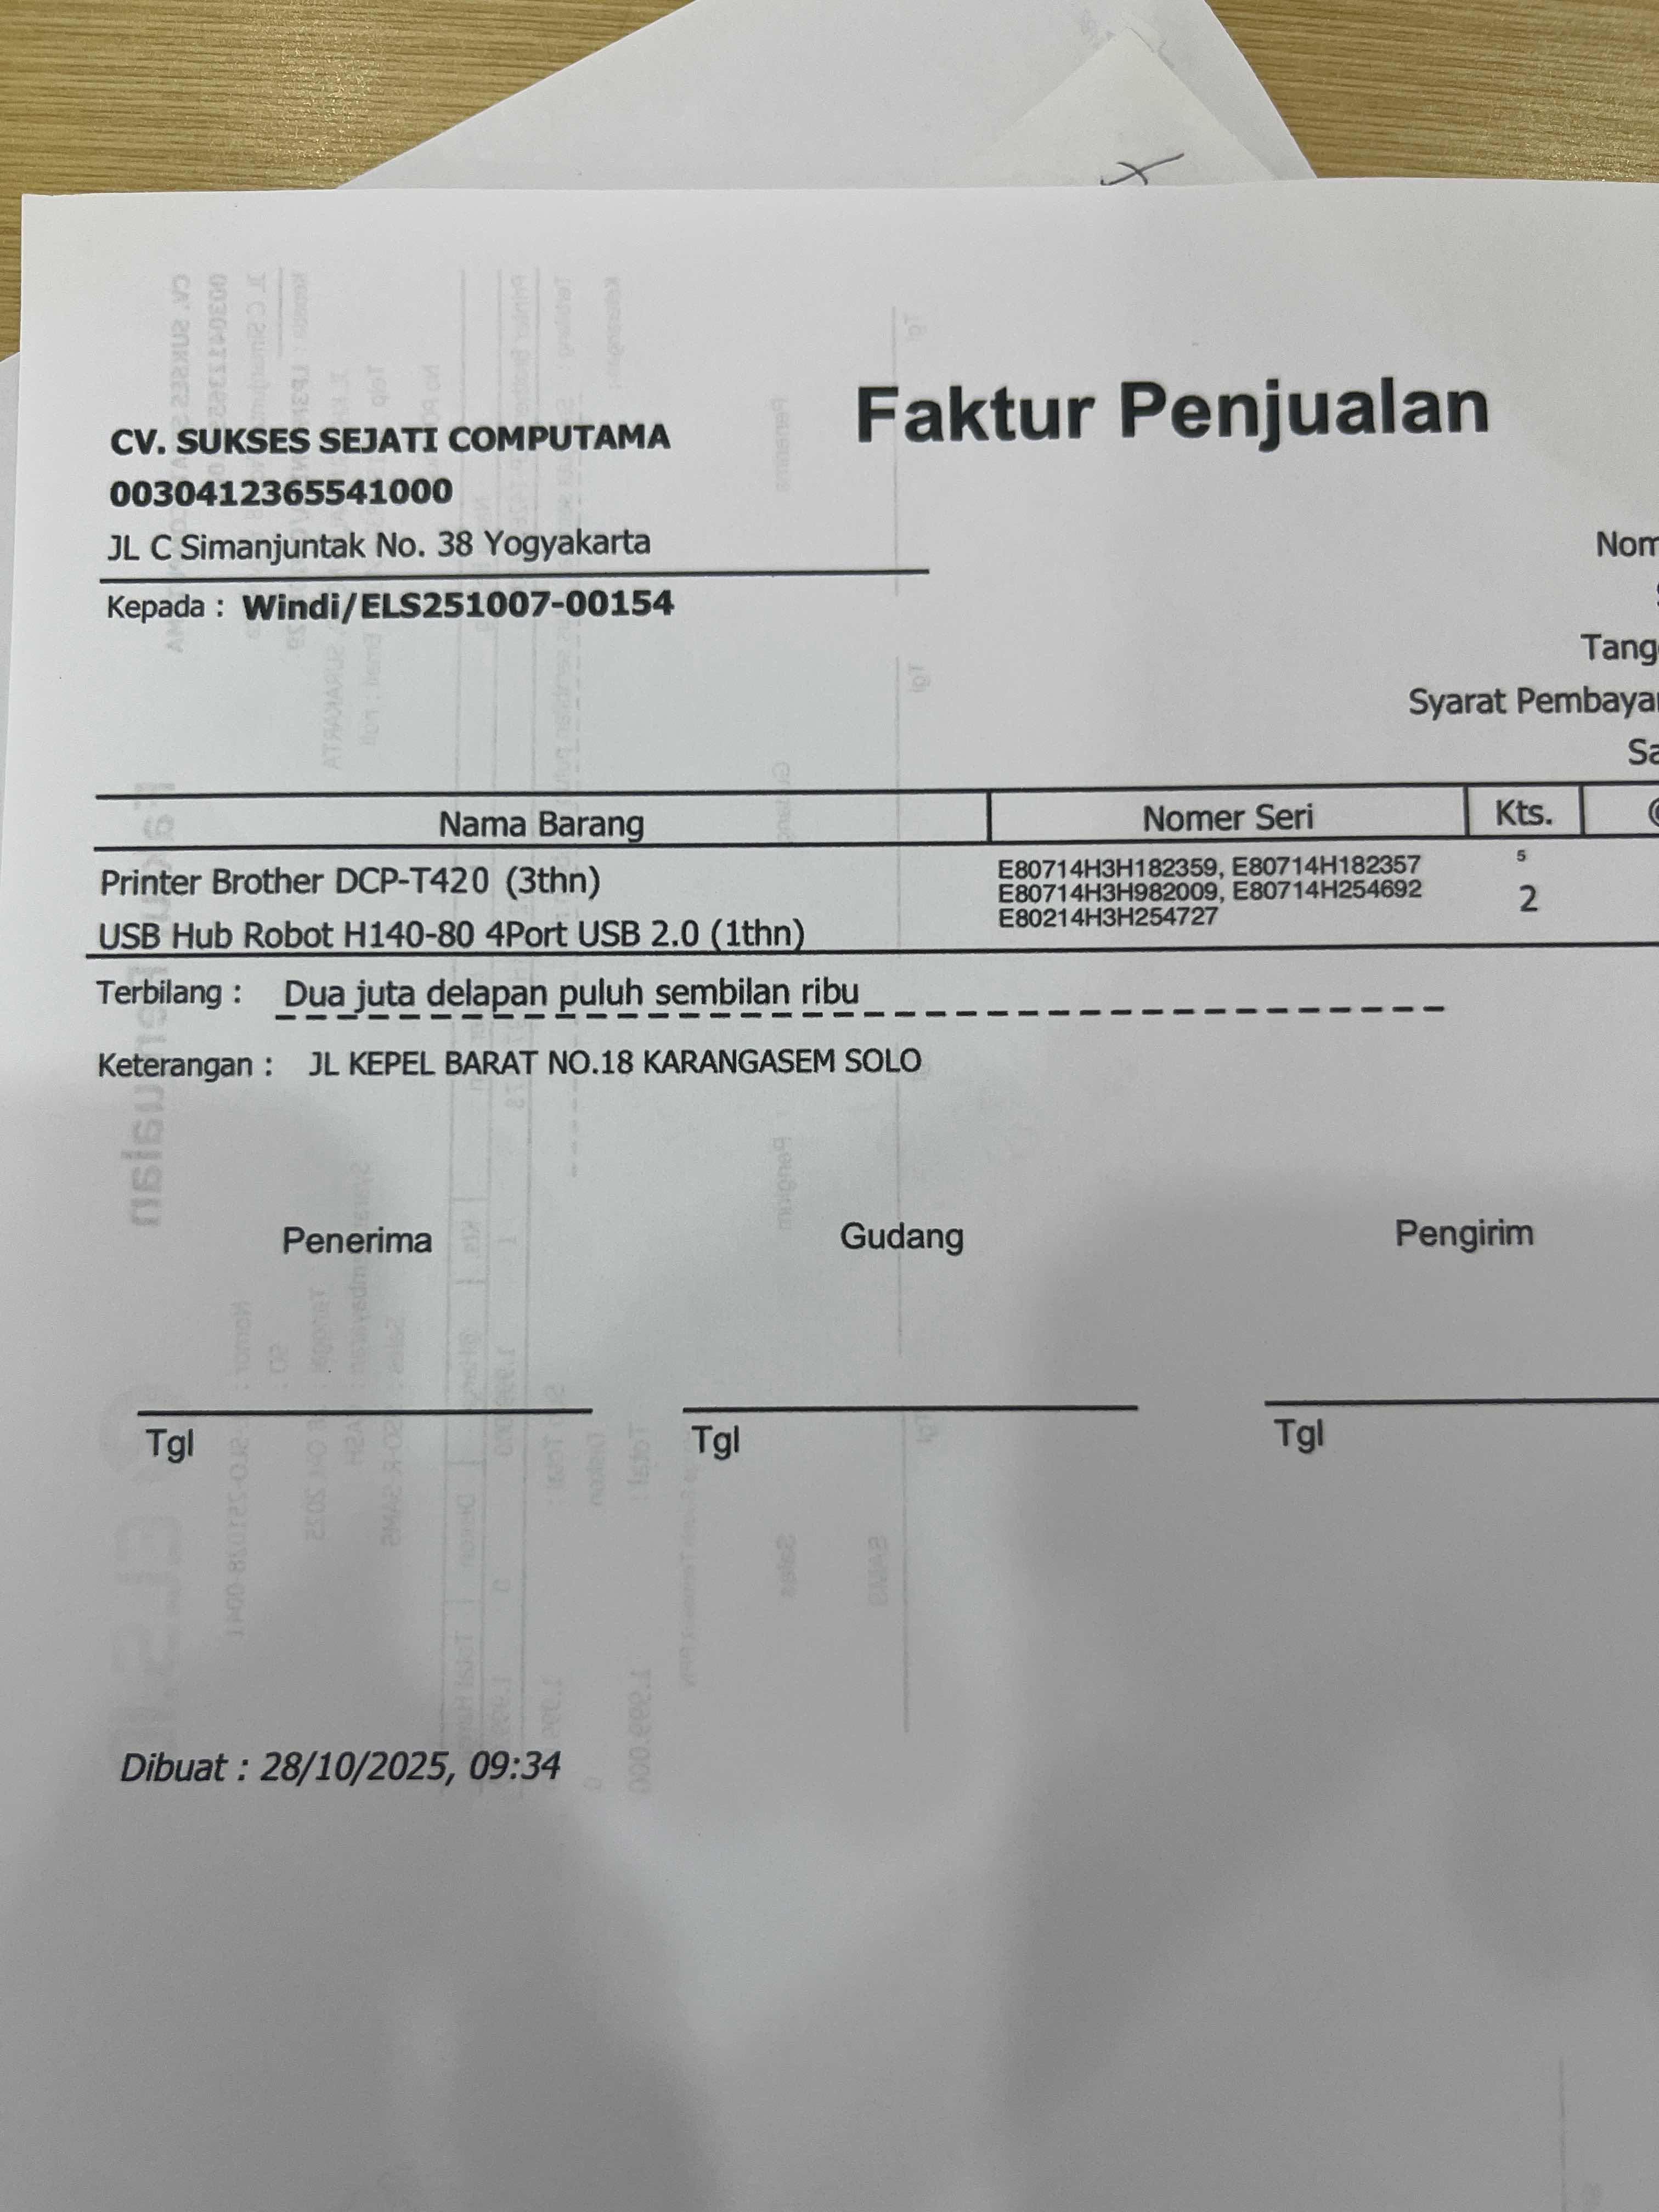 Faktur Penjualan
CV. SUKSES SEJATI COMPUTAMA
0030412365541000
JL C Simanjuntak No. 38 Yogyakarta
Kepada : Windi/ELS251007-00154
Nom
Tang
Syarat Pembaya
Sa
Nama Barang Nomer Seri Kts.
Printer Brother DCP-T420 (3thn) E80714H3H182359, E80714H182357 5
E80714H3H982009, E80714H254692
USB Hub Robot H140-80 4Port USB 2.0 (1thn) E80214H3H254727 2
Terbilang : Dua juta delapan puluh sembilan ribu
Keterangan : JL KEPEL BARAT NO.18 KARANGASEM SOLO
Penerima Gudang Pengirim
Tgl Tgl Tgl
Dibuat : 28/10/2025, 09:34